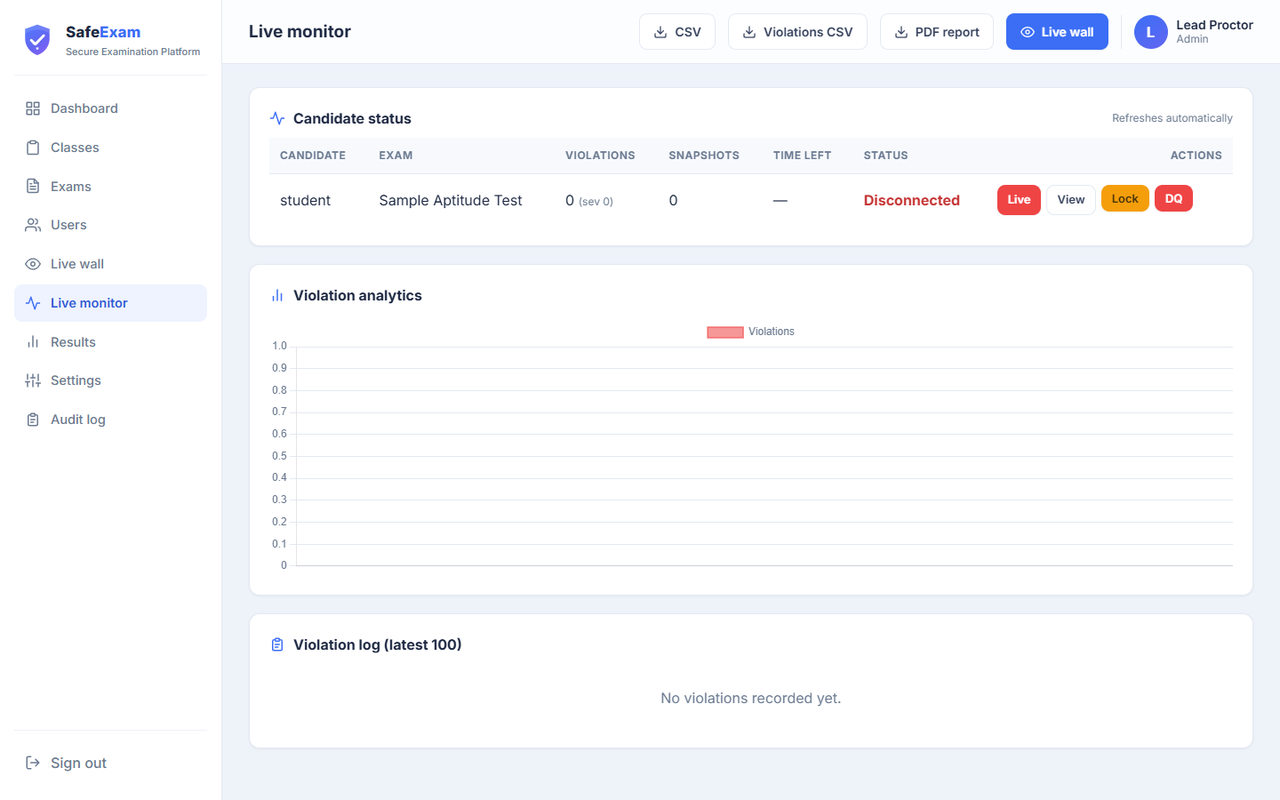 SafeExam
Secure Examination Platform
Dashboard
Classes
Exams
Users
Live wall
Live monitor
Results
Settings
Audit log
Sign out
Live monitor
CSV
Violations CSV
PDF report
Live wall
L
Lead Proctor
Admin
Candidate status
Refreshes automatically
CANDIDATE EXAM VIOLATIONS SNAPSHOTS TIME LEFT STATUS ACTIONS
student Sample Aptitude Test 0 (sev 0) 0 — Disconnected Live View Lock DQ
Violation analytics
Violations
1.0
0.9
0.8
0.7
0.6
0.5
0.4
0.3
0.2
0.1
0
Violation log (latest 100)
No violations recorded yet.